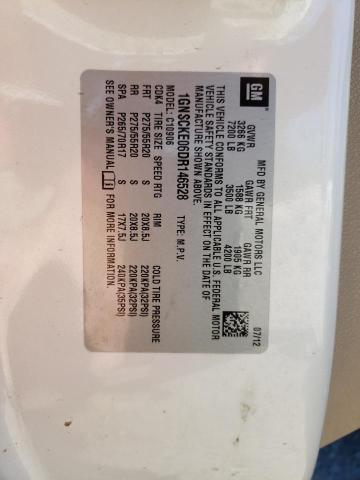 GM
MFD BY GENERAL MOTORS LLC
07/12
GVWR GAWR FRT GAWR RR
3266 KG 1588 KG 1905 KG
7200 LB 3500 LB 4200 LB
THIS VEHICLE CONFORMS TO ALL APPLICABLE U.S. FEDERAL MOTOR
VEHICLE SAFETY STANDARDS IN EFFECT ON THE DATE OF
MANUFACTURE SHOWN ABOVE.
1GNSCKE06DR146528 TYPE: M.P.V.
MODEL: C10906
CDK4 TIRE SIZE SPEED RTG RIM COLD TIRE PRESSURE
FRT P275/55R20 S 20X8.5J 220KPA(32PSI)
RR P275/55R20 S 20X8.5J 220KPA(32PSI)
SPA P265/70R17 S 17X7.5J 240KPA(35PSI)
SEE OWNER'S MANUAL FOR MORE INFORMATION.